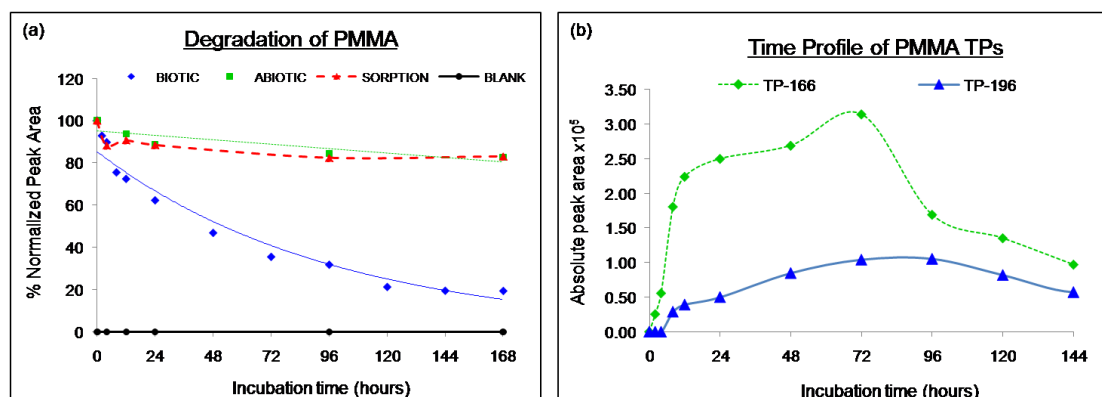 (a)
Degradation of PMMA
BIOTIC ABIOTIC SORPTION BLANK
120
100
80
60
40
20
0
% Normalized Peak Area
0 24 48 72 96 120 144 168
Incubation time (hours)
(b)
Time Profile of PMMA TPs
TP-166 TP-196
3.50
3.00
2.50
2.00
1.50
1.00
0.50
0.00
Absolute peak area x10⁵
0 24 48 72 96 120 144
Incubation time (hours)